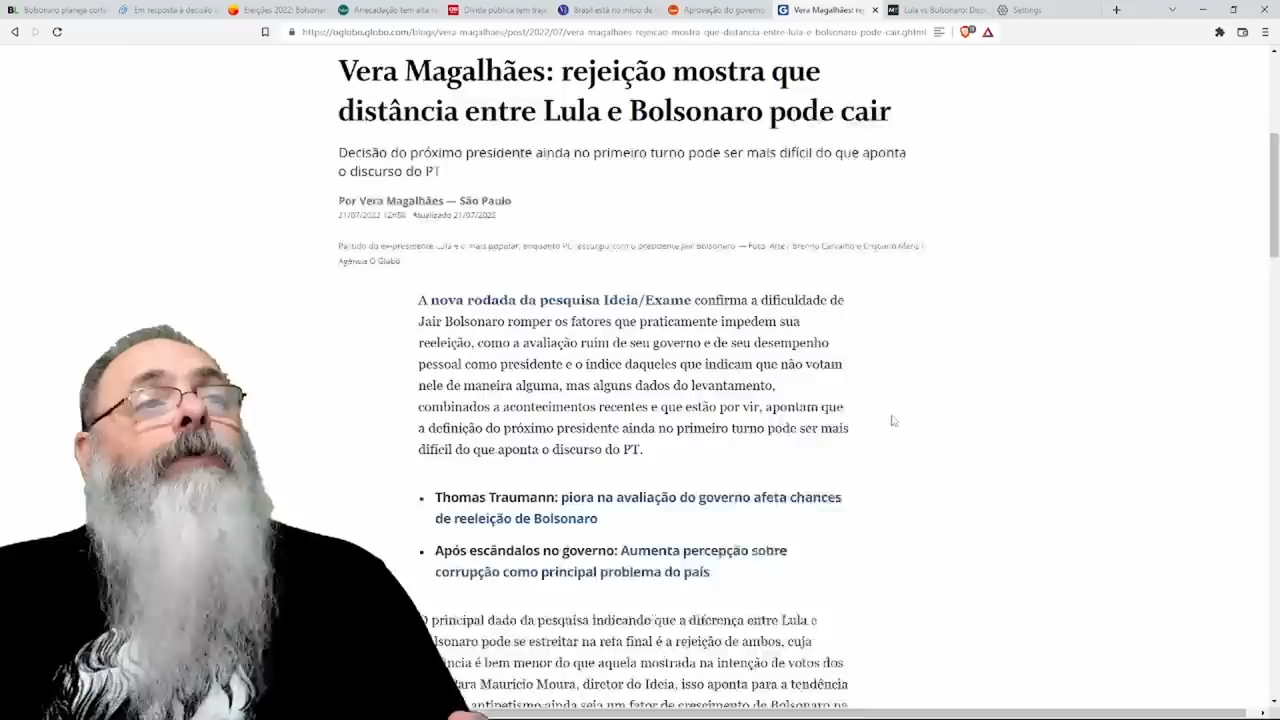 Bolsonaro planeja corta
Em resposta à decisão
Eleições 2022: Bolsonar
Arrecadação tem alta r
Dívida pública tem traj
Brasil está no início de
Aprovação do governo
Vera Magalhães: rej
Lula vs Bolsonaro: Disp
Settings
https://oglobo.globo.com/blogs/vera-magalhaes/post/2022/07/vera-magalhaes-rejeicao-mostra-que-distancia-entre-lula-e-bolsonaro-pode-cair.ghtml
Vera Magalhães: rejeição mostra que
distância entre Lula e Bolsonaro pode cair
Decisão do próximo presidente ainda no primeiro turno pode ser mais difícil do que aponta
o discurso do PT
Por Vera Magalhães — São Paulo
21/07/2022 Atualizado 21/07/2022
Partido do ex-presidente Lula é o mais popular, enquanto PL com o presidente Jair Bolsonaro — Foto: Arte / Brenno Carvalho e Cristiano Mariz /
Agência O Globo
A nova rodada da pesquisa Ideia/Exame confirma a dificuldade de
Jair Bolsonaro romper os fatores que praticamente impedem sua
reeleição, como a avaliação ruim de seu governo e de seu desempenho
pessoal como presidente e o índice daqueles que indicam que não votam
nele de maneira alguma, mas alguns dados do levantamento,
combinados a acontecimentos recentes e que estão por vir, apontam que
a definição do próximo presidente ainda no primeiro turno pode ser mais
difícil do que aponta o discurso do PT.
• Thomas Traumann: piora na avaliação do governo afeta chances
de reeleição de Bolsonaro
• Após escândalos no governo: Aumenta percepção sobre
corrupção como principal problema do país
O principal dado da pesquisa indicando que a diferença entre Lula e
lsonaro pode se estreitar na reta final é a rejeição de ambos, cuja
ncia é bem menor do que aquela mostrada na intenção de votos dos
ara Maurício Moura, diretor do Ideia, isso aponta para a tendência
antipetismo ainda seja um fator de crescimento de Bolsonaro na